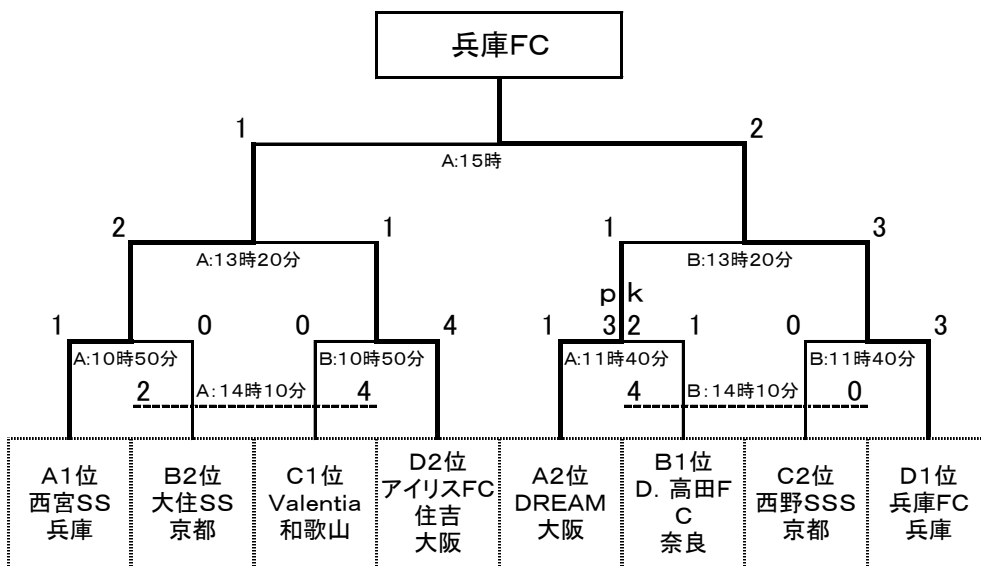 兵庫FC
1
2
A:15時
2
1
1
3
A:13時20分
B:13時20分
pk
1
0
0
4
1
3
2
1
0
3
A:10時50分
B:10時50分
A:11時40分
B:11時40分
2
A:14時10分
4
4
B:14時10分
0
A1位
西宮SS
兵庫
B2位
大住SS
京都
C1位
Valentia
和歌山
D2位
アイリスFC
住吉
大阪
A2位
DREAM
大阪
B1位
D. 高田F
C
奈良
C2位
西野SSS
京都
D1位
兵庫FC
兵庫